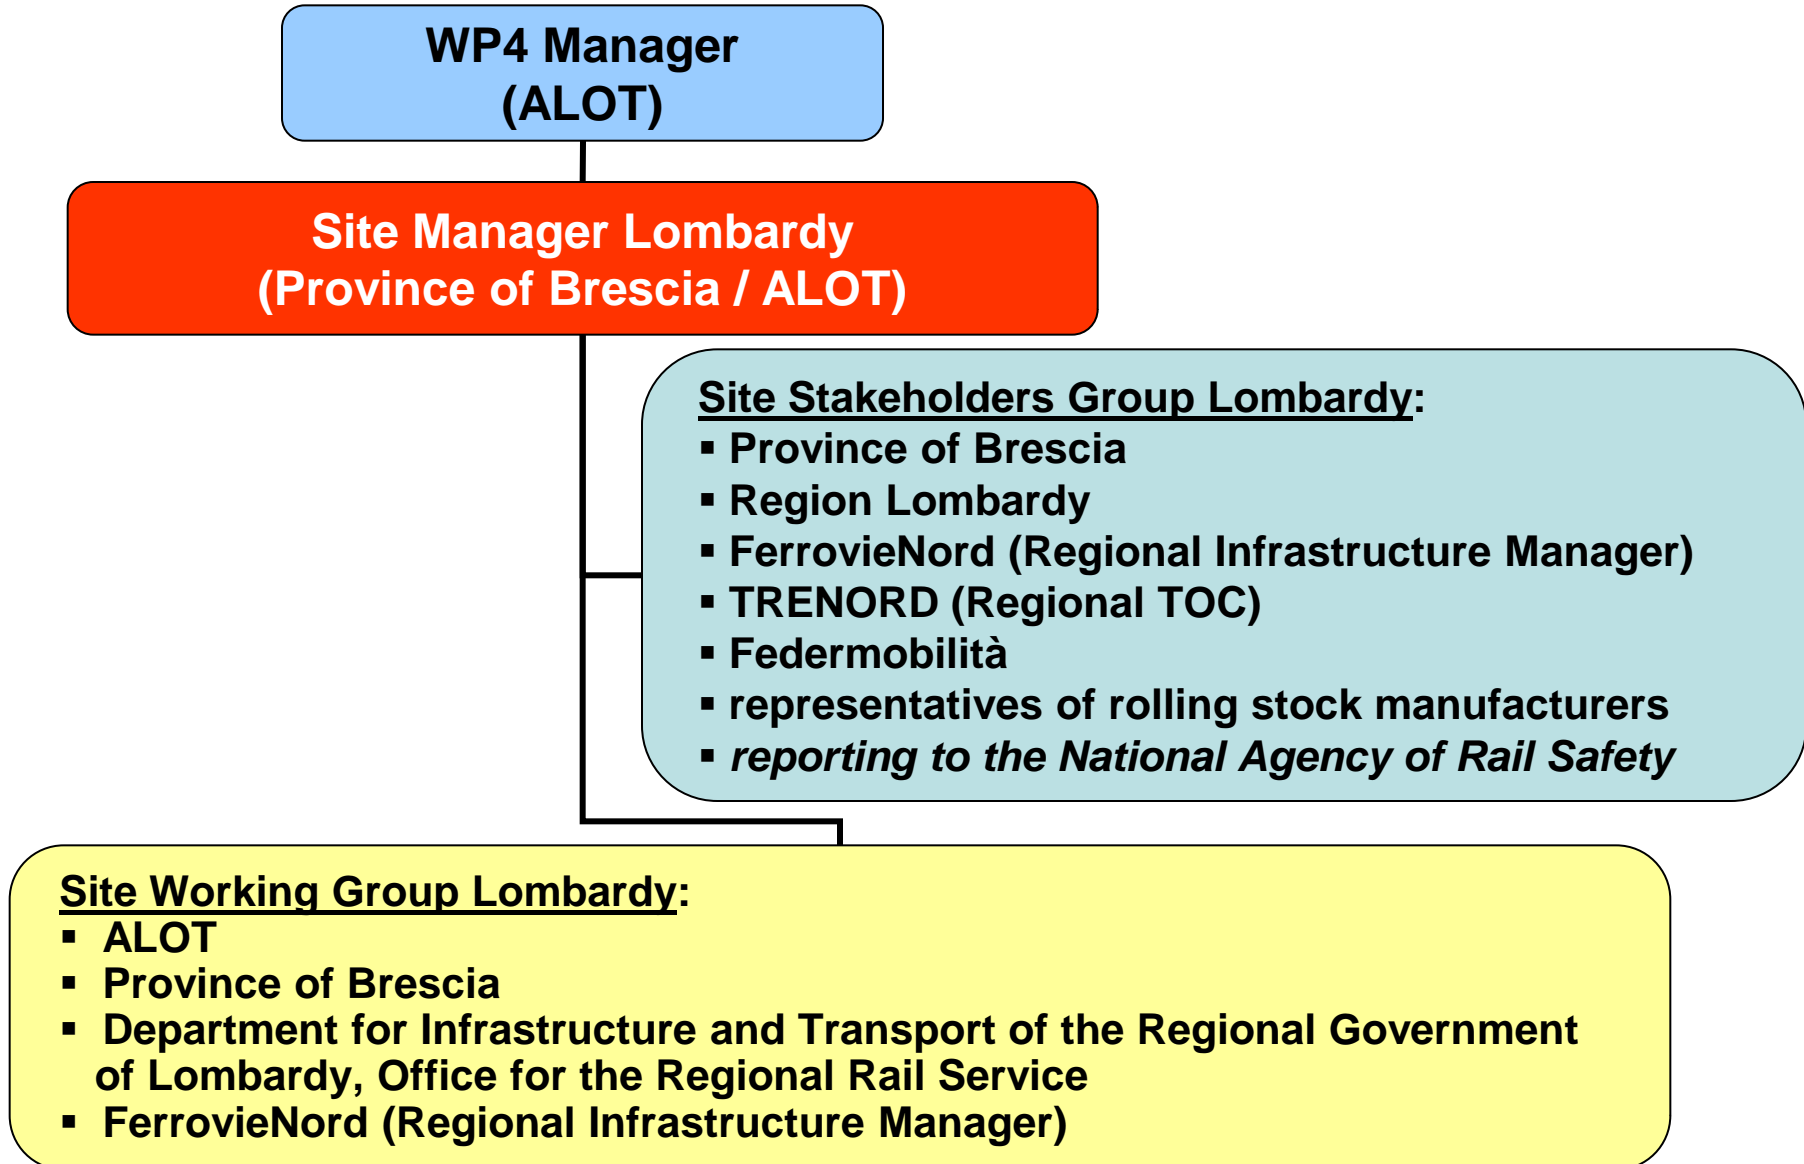 WP4 Manager
(ALOT)
Site Manager Lombardy
(Province of Brescia / ALOT)
Site Stakeholders Group Lombardy:
▪ Province of Brescia
▪ Region Lombardy
▪ FerrovieNord (Regional Infrastructure Manager)
▪ TRENORD (Regional TOC)
▪ Federmobilità
▪ representatives of rolling stock manufacturers
▪ reporting to the National Agency of Rail Safety
Site Working Group Lombardy:
▪ ALOT
▪ Province of Brescia
▪ Department for Infrastructure and Transport of the Regional Government
of Lombardy, Office for the Regional Rail Service
▪ FerrovieNord (Regional Infrastructure Manager)